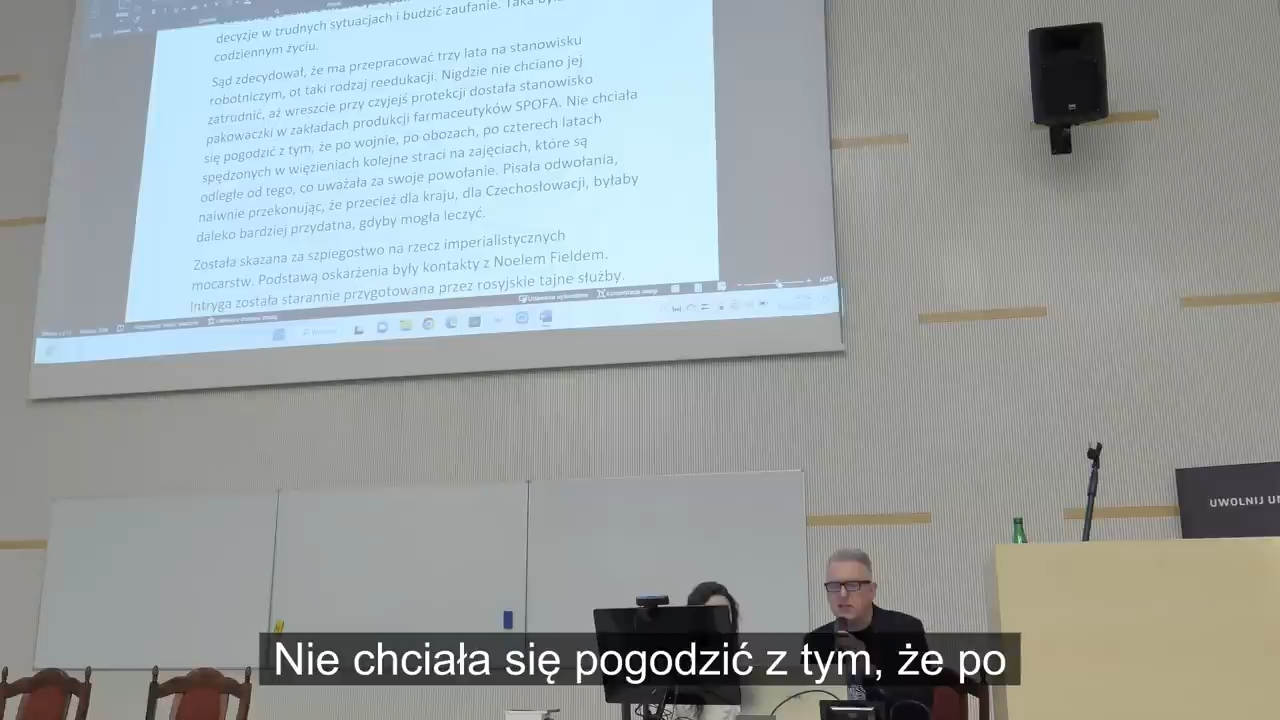 decyzje w trudnych sytuacjach i budzić zaufanie. Taka
codziennym życiu.
Sąd zdecydował, że ma przepracować trzy lata na stanowisku
robotniczym, ot taki rodzaj reedukacji. Nigdzie nie chciano jej
zatrudnić, aż wreszcie przy czyjejś protekcji dostała stanowisko
pakowaczki w zakładach produkcji farmaceutyków SPOFA. Nie chciała
się pogodzić z tym, że po wojnie, po obozach, po czterech latach
spędzonych w więzieniach kolejne straci na zajęciach, które są
odległe od tego, co uważała za swoje powołanie. Pisała odwołania,
naiwnie przekonując, że przecież dla kraju, dla Czechosłowacji, byłaby
daleko bardziej przydatna, gdyby mogła leczyć.
Została skazana za szpiegostwo na rzecz imperialistycznych
mocarstw. Podstawą oskarżenia były kontakty z Noelem Fieldem.
Intryga została starannie przygotowana przez rosyjskie tajne służby.
UWOLNIJ
Nie chciała się pogodzić z tym, że po